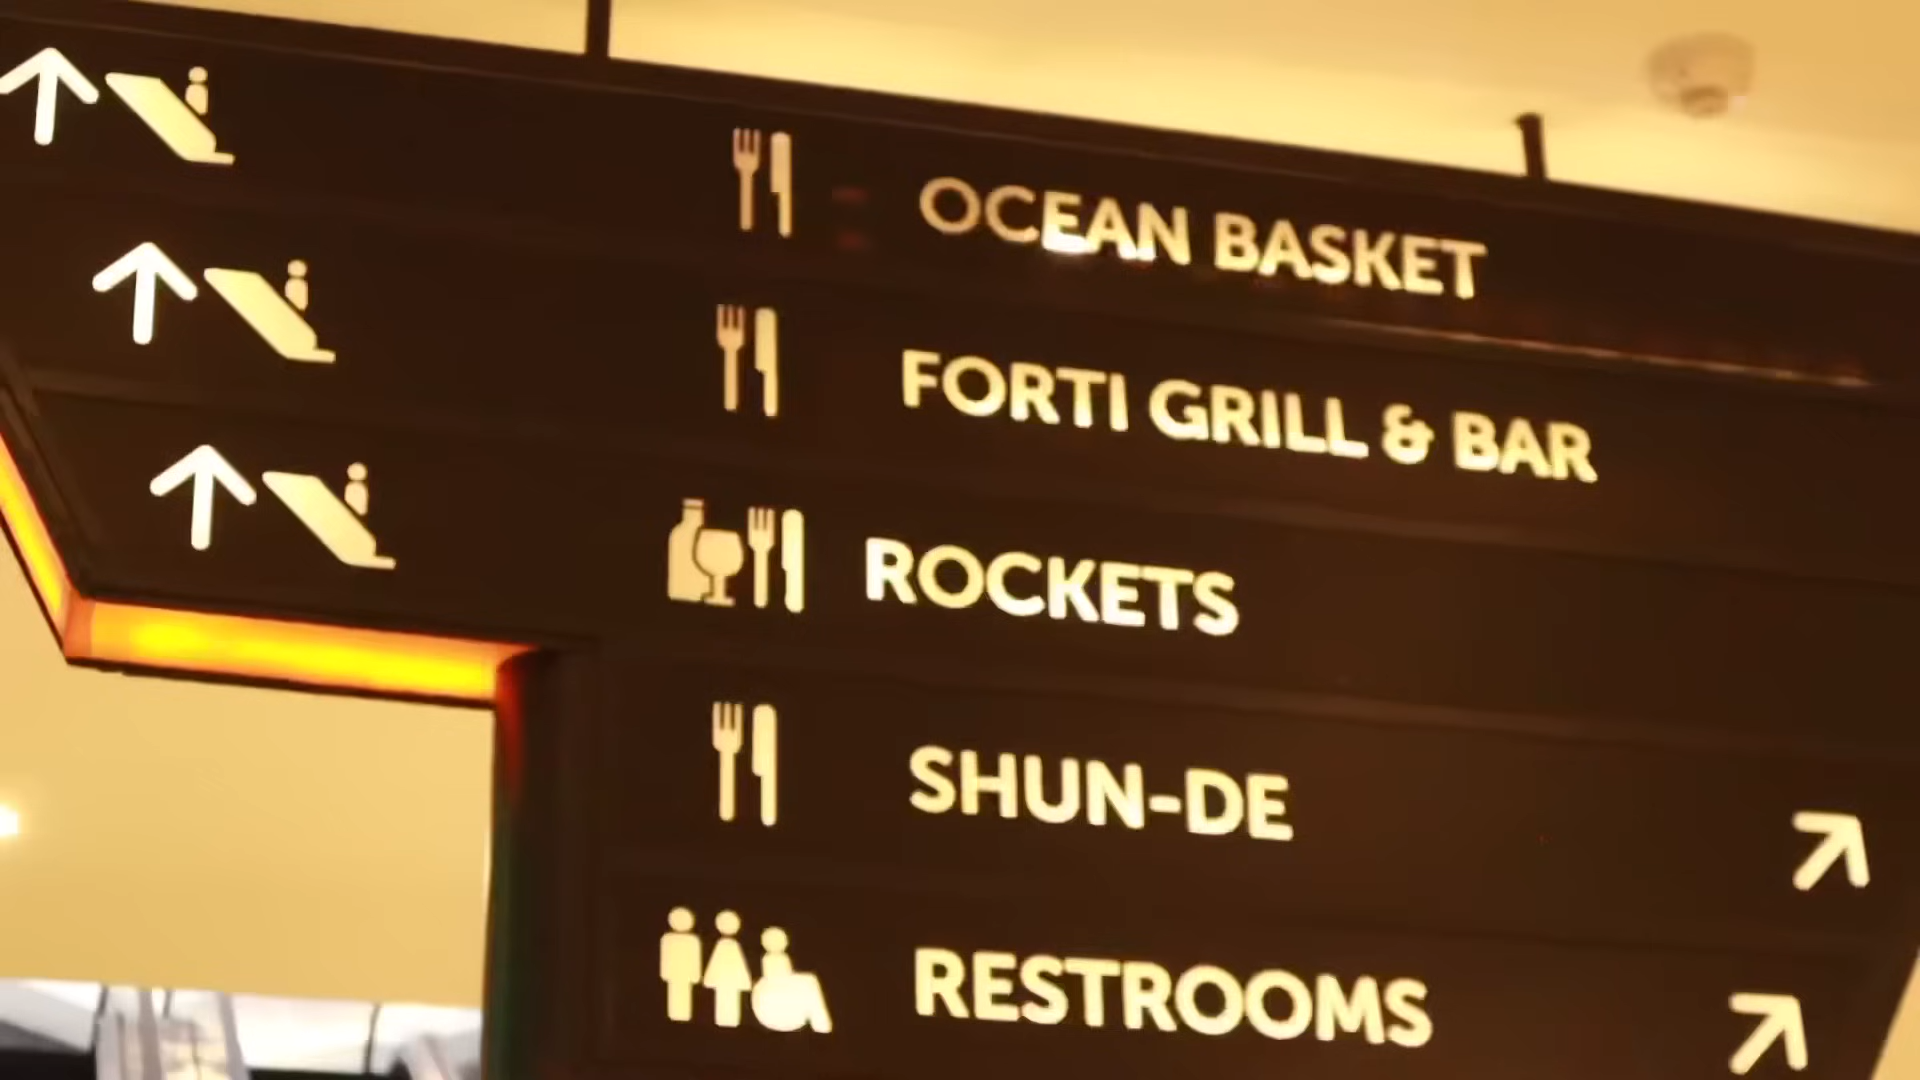 OCEAN BASKET
FORTI GRILL & BAR
ROCKETS
SHUN-DE
RESTROOMS